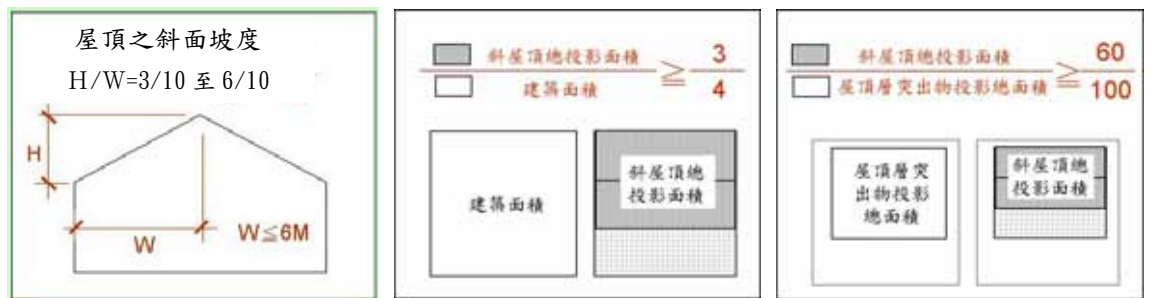 屋頂之斜面坡度
H/W=3/10 至 6/10
H
W
W≦6M
斜屋頂總投影面積
建築面積
≧
3
4
建築面積
斜屋頂總
投影面積
斜屋頂總投影面積
屋頂層突出物投影總面積
≧
60
100
屋頂層突
出物投影
總面積
斜屋頂總
投影面積